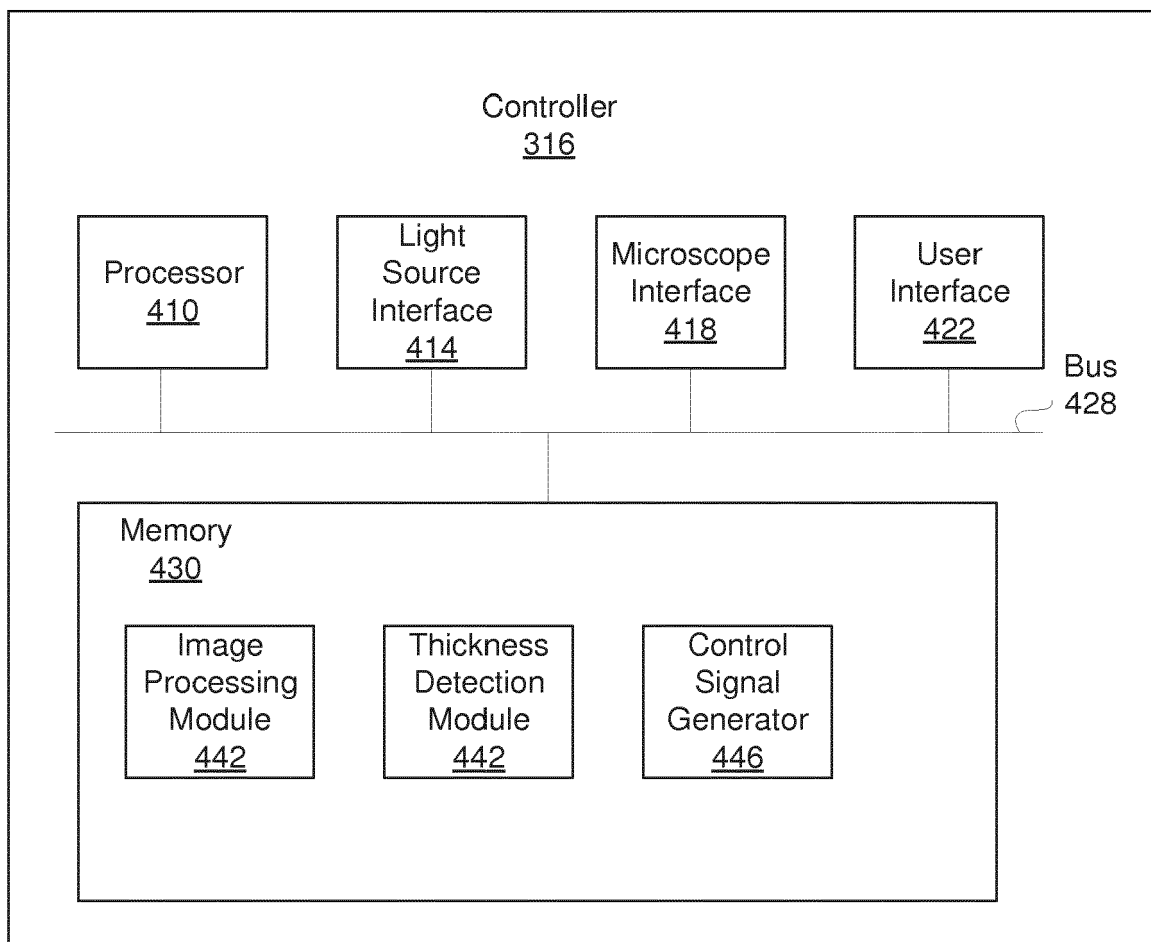 Controller
316
Processor
410
Light
Source
Interface
414
Microscope
Interface
418
User
Interface
422
Bus
428
Memory
430
Image
Processing
Module
442
Thickness
Detection
Module
442
Control
Signal
Generator
446